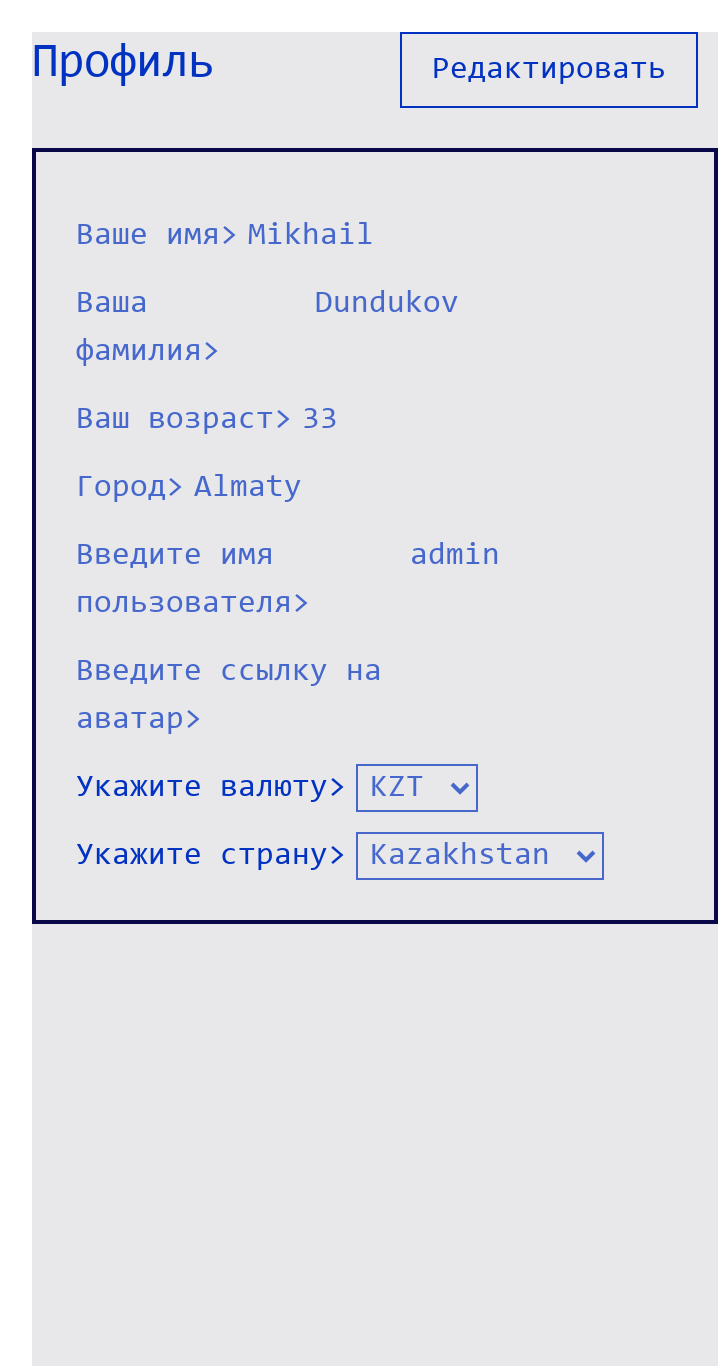 Профиль
Редактировать
Ваше имя> Mikhail
Ваша Dundukov
фамилия>
Ваш возраст> 33
Город> Almaty
Введите имя admin
пользователя>
Введите ссылку на
аватар>
Укажите валюту> KZT
Укажите страну> Kazakhstan